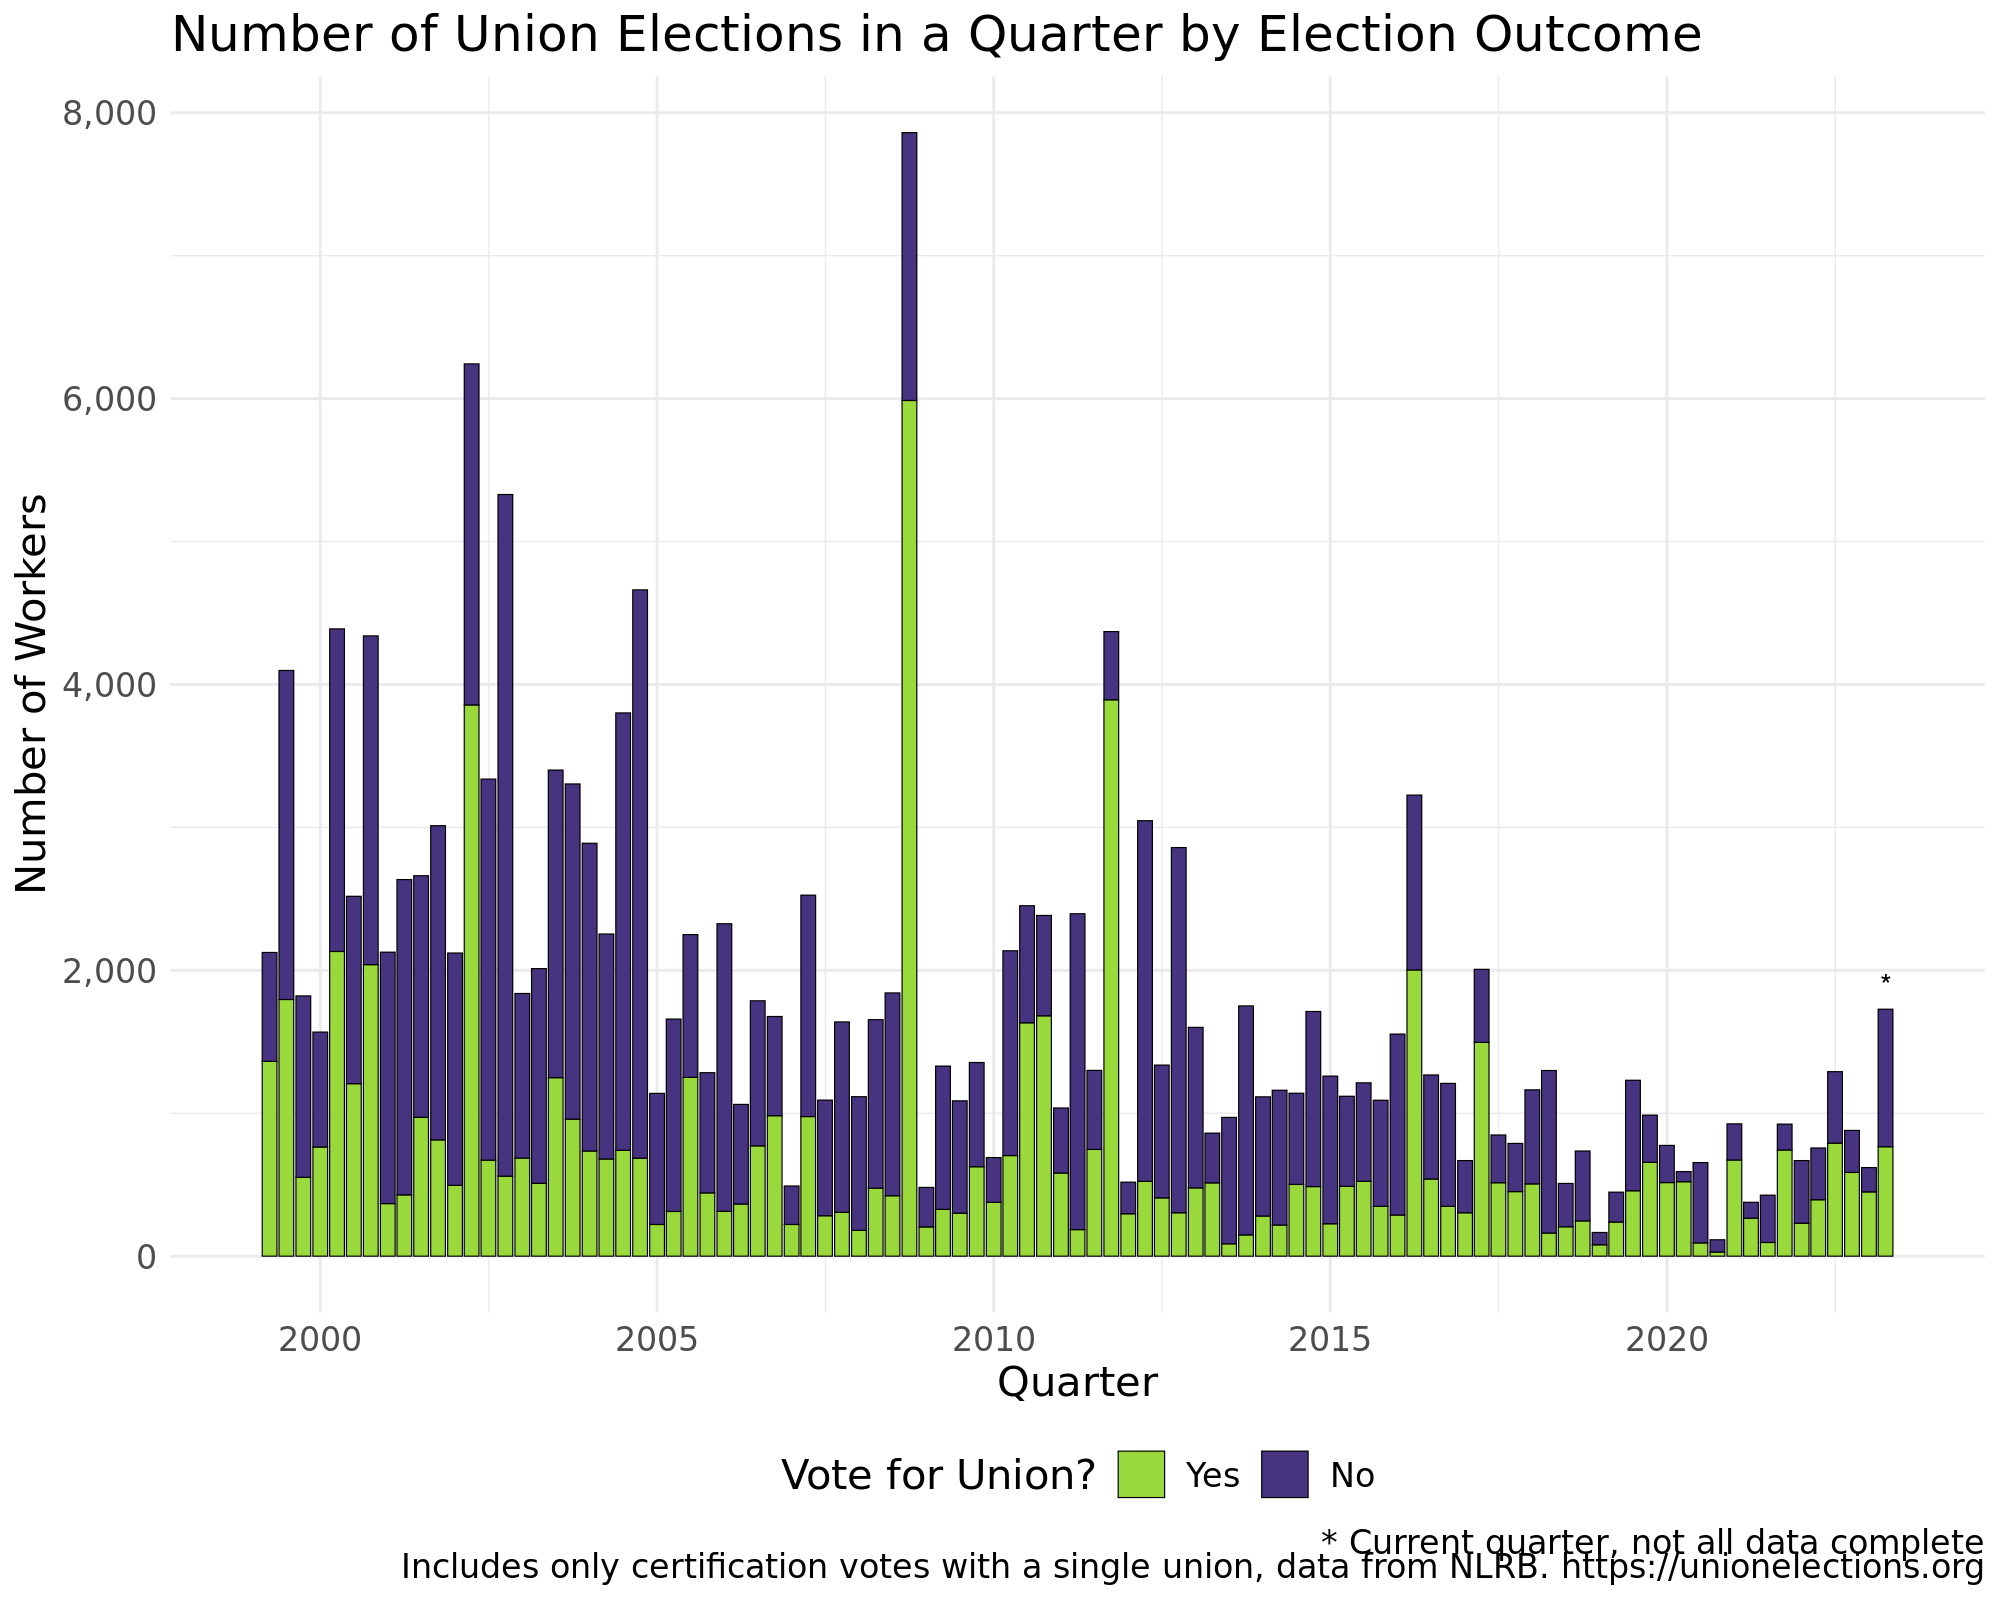 Number of Union Elections in a Quarter by Election Outcome
8,000
6,000
4,000
2,000
0
Number of Workers
*
2000 2005 2010 2015 2020
Quarter
Vote for Union? Yes No
* Current quarter, not all data complete
Includes only certification votes with a single union, data from NLRB. https://unionelections.org